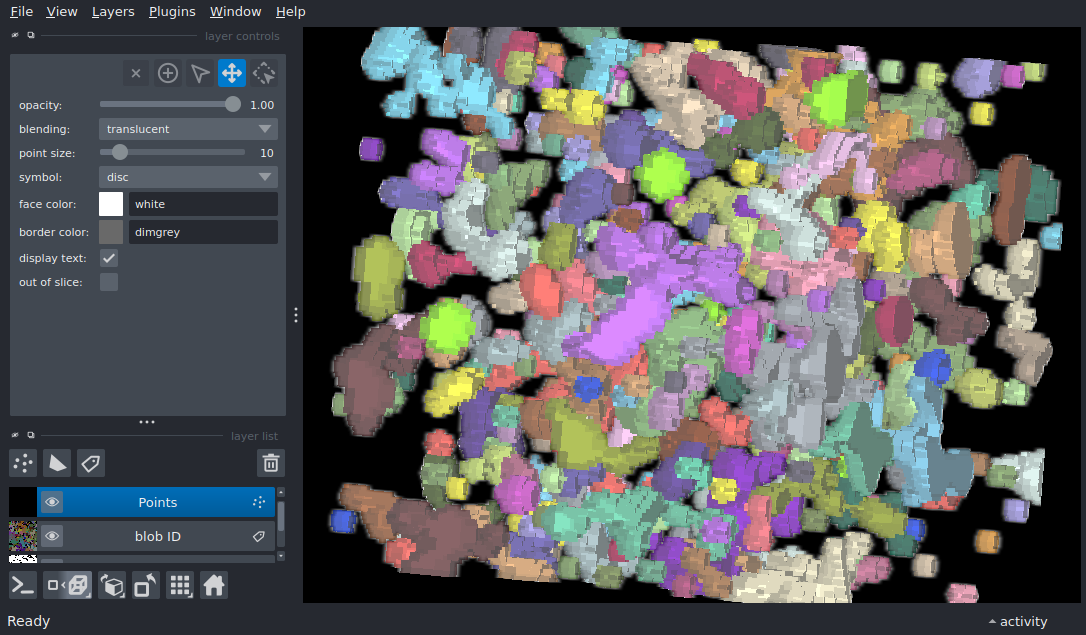 File View Layers Plugins Window Help
layer controls
opacity: 1.00
blending: translucent
point size: 10
symbol: disc
face color: white
border color: dimgrey
display text:
out of slice:
layer list
Points
blob ID
Ready
activity